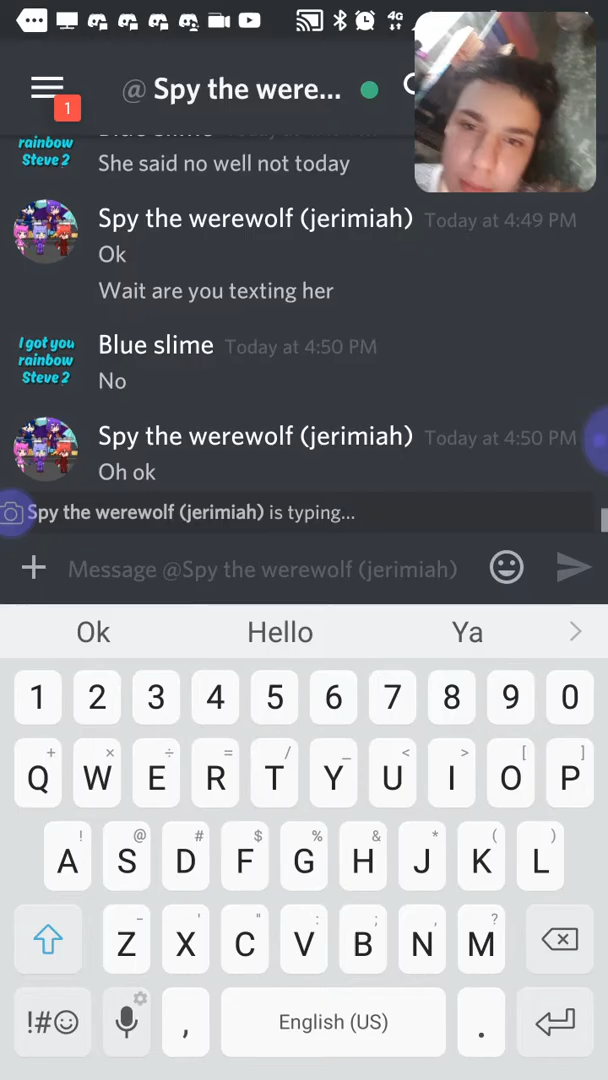 4G
@ Spy the were...
1
rainbow
Steve 2
She said no well not today
Spy the werewolf (jerimiah) Today at 4:49 PM
Ok
Wait are you texting her
I got you
rainbow
Steve 2
Blue slime Today at 4:50 PM
No
Spy the werewolf (jerimiah) Today at 4:50 PM
Oh ok
Spy the werewolf (jerimiah) is typing...
+ Message @Spy the werewolf (jerimiah)
Ok Hello Ya >
1 2 3 4 5 6 7 8 9 0
+ × ÷ = / _ < > [ ]
Q W E R T Y U I O P
! @ # $ % & * ( )
A S D F G H J K L
- ' " : ; , ?
Z X C V B N M
!#☺ , English (US) .